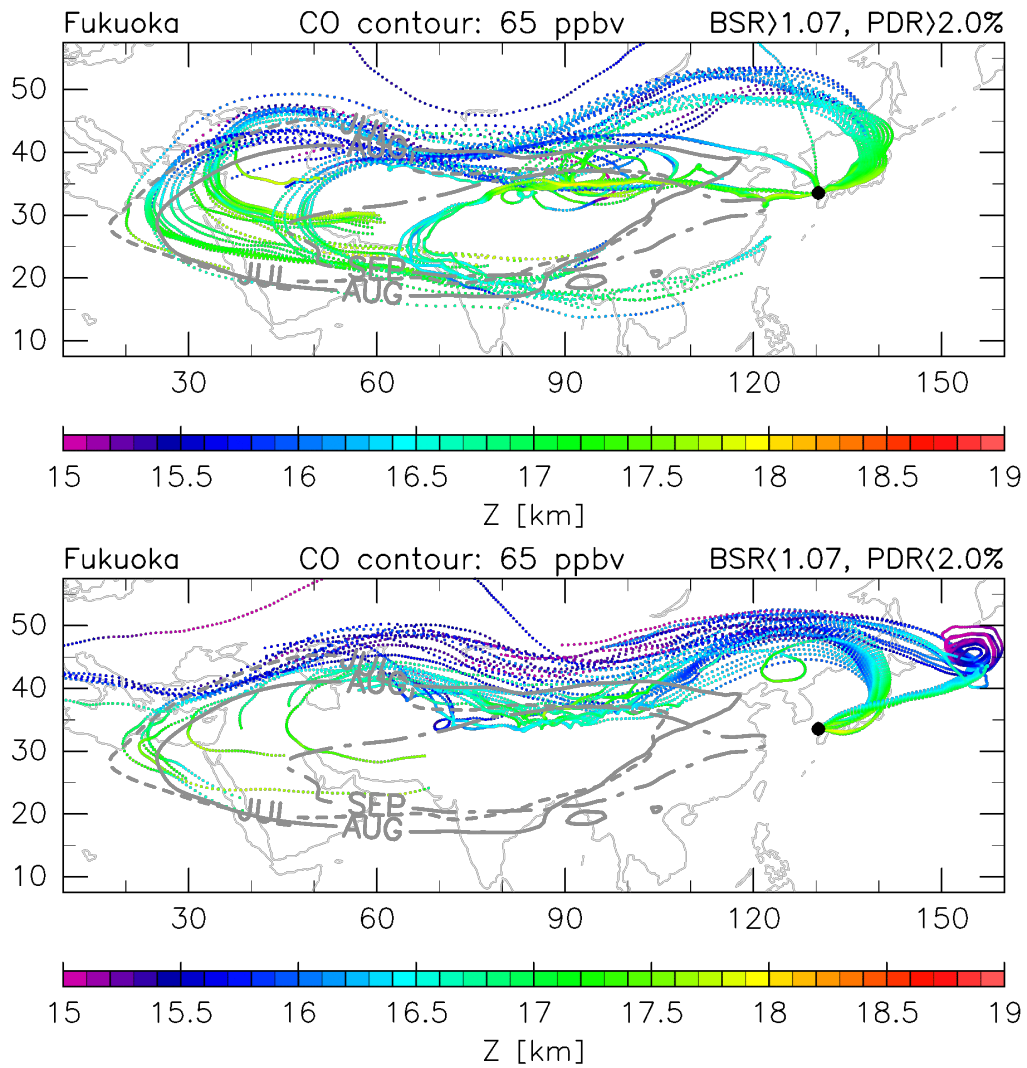 Fukuoka CO contour: 65 ppbv BSR>1.07, PDR>2.0%
50
40
30
20
10
JUL
AUG
SEP
JUL
AUG
30 60 90 120 150
15 15.5 16 16.5 17 17.5 18 18.5 19
Z [km]
Fukuoka CO contour: 65 ppbv BSR<1.07, PDR<2.0%
50
40
30
20
10
JUL
AUG
SEP
JUL
AUG
30 60 90 120 150
15 15.5 16 16.5 17 17.5 18 18.5 19
Z [km]